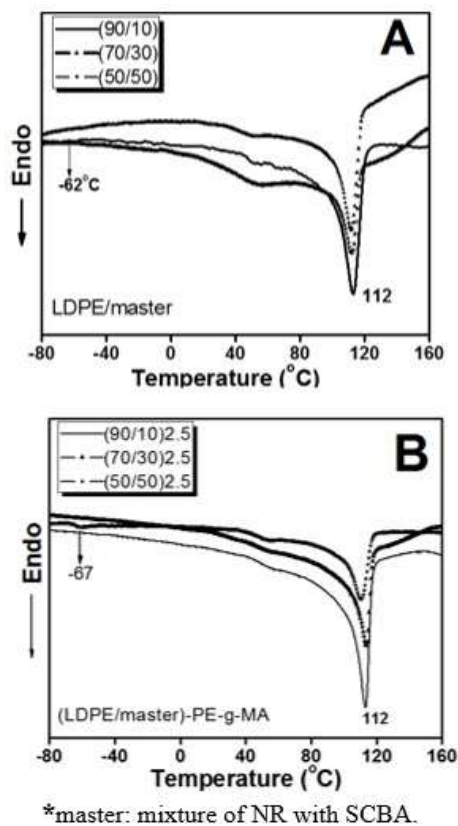 A
(90/10)
(70/30)
(50/50)
Endo
-62°C
112
LDPE/master
-80 -40 0 40 80 120 160
Temperature (°C)
B
(90/10)2.5
(70/30)2.5
(50/50)2.5
Endo
-67
112
(LDPE/master)-PE-g-MA
-80 -40 0 40 80 120 160
Temperature (°C)
*master: mixture of NR with SCBA.